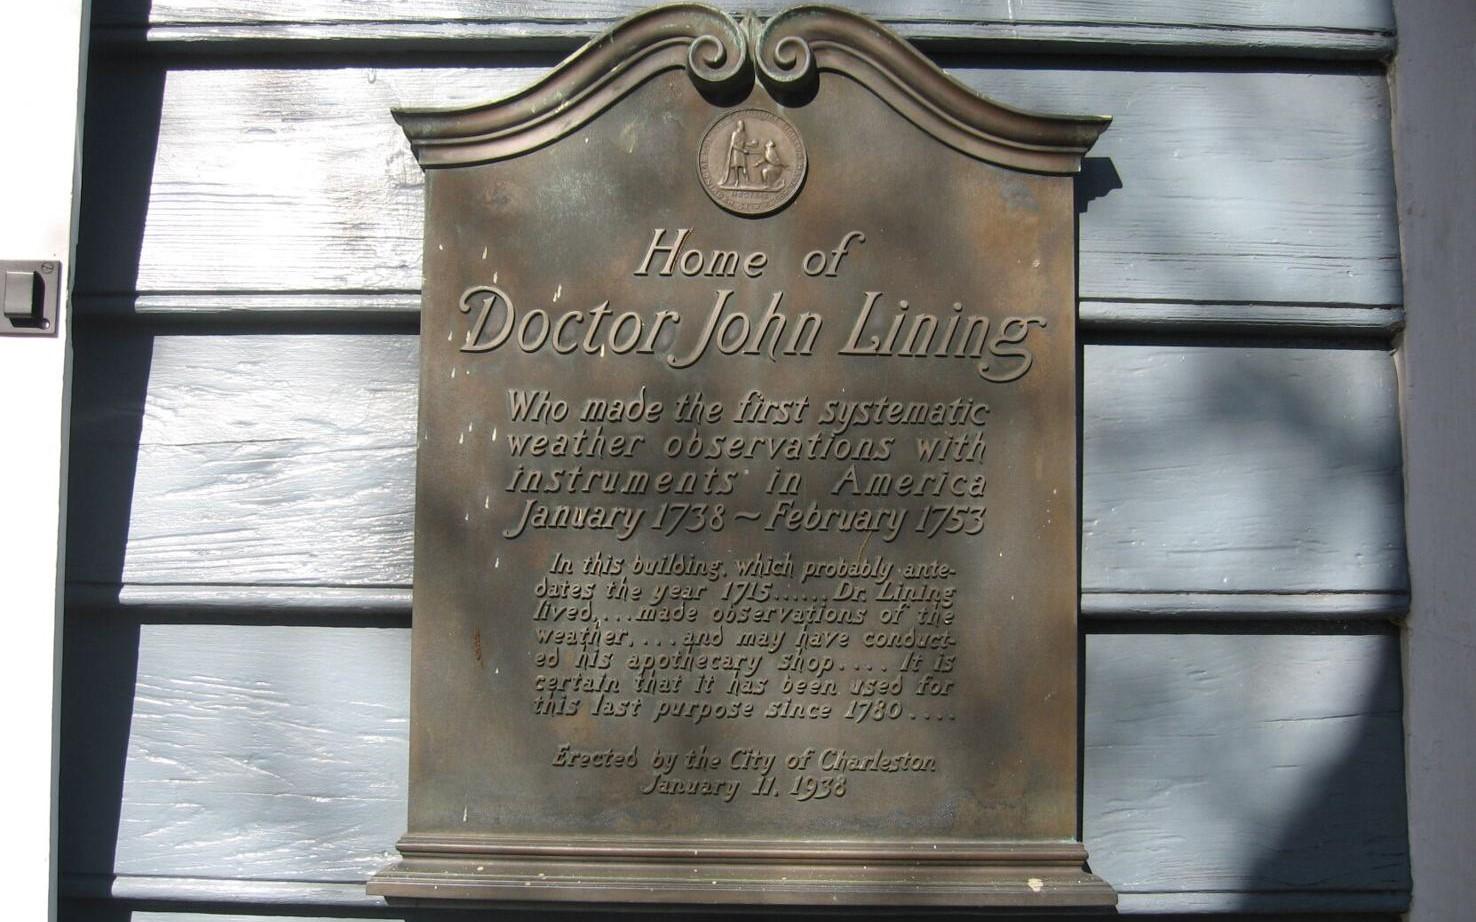 Home of
Doctor John Lining
Who made the first systematic
weather observations with
instruments in America
January 1738 ~ February 1753
In this building, which probably ante-
dates the year 1715...... Dr. Lining
lived,...made observations of the
weather,....and may have conduct-
ed his apothecary shop.... It is
certain that it has been used for
this last purpose since 1780....
Erected by the City of Charleston
January 11, 1938